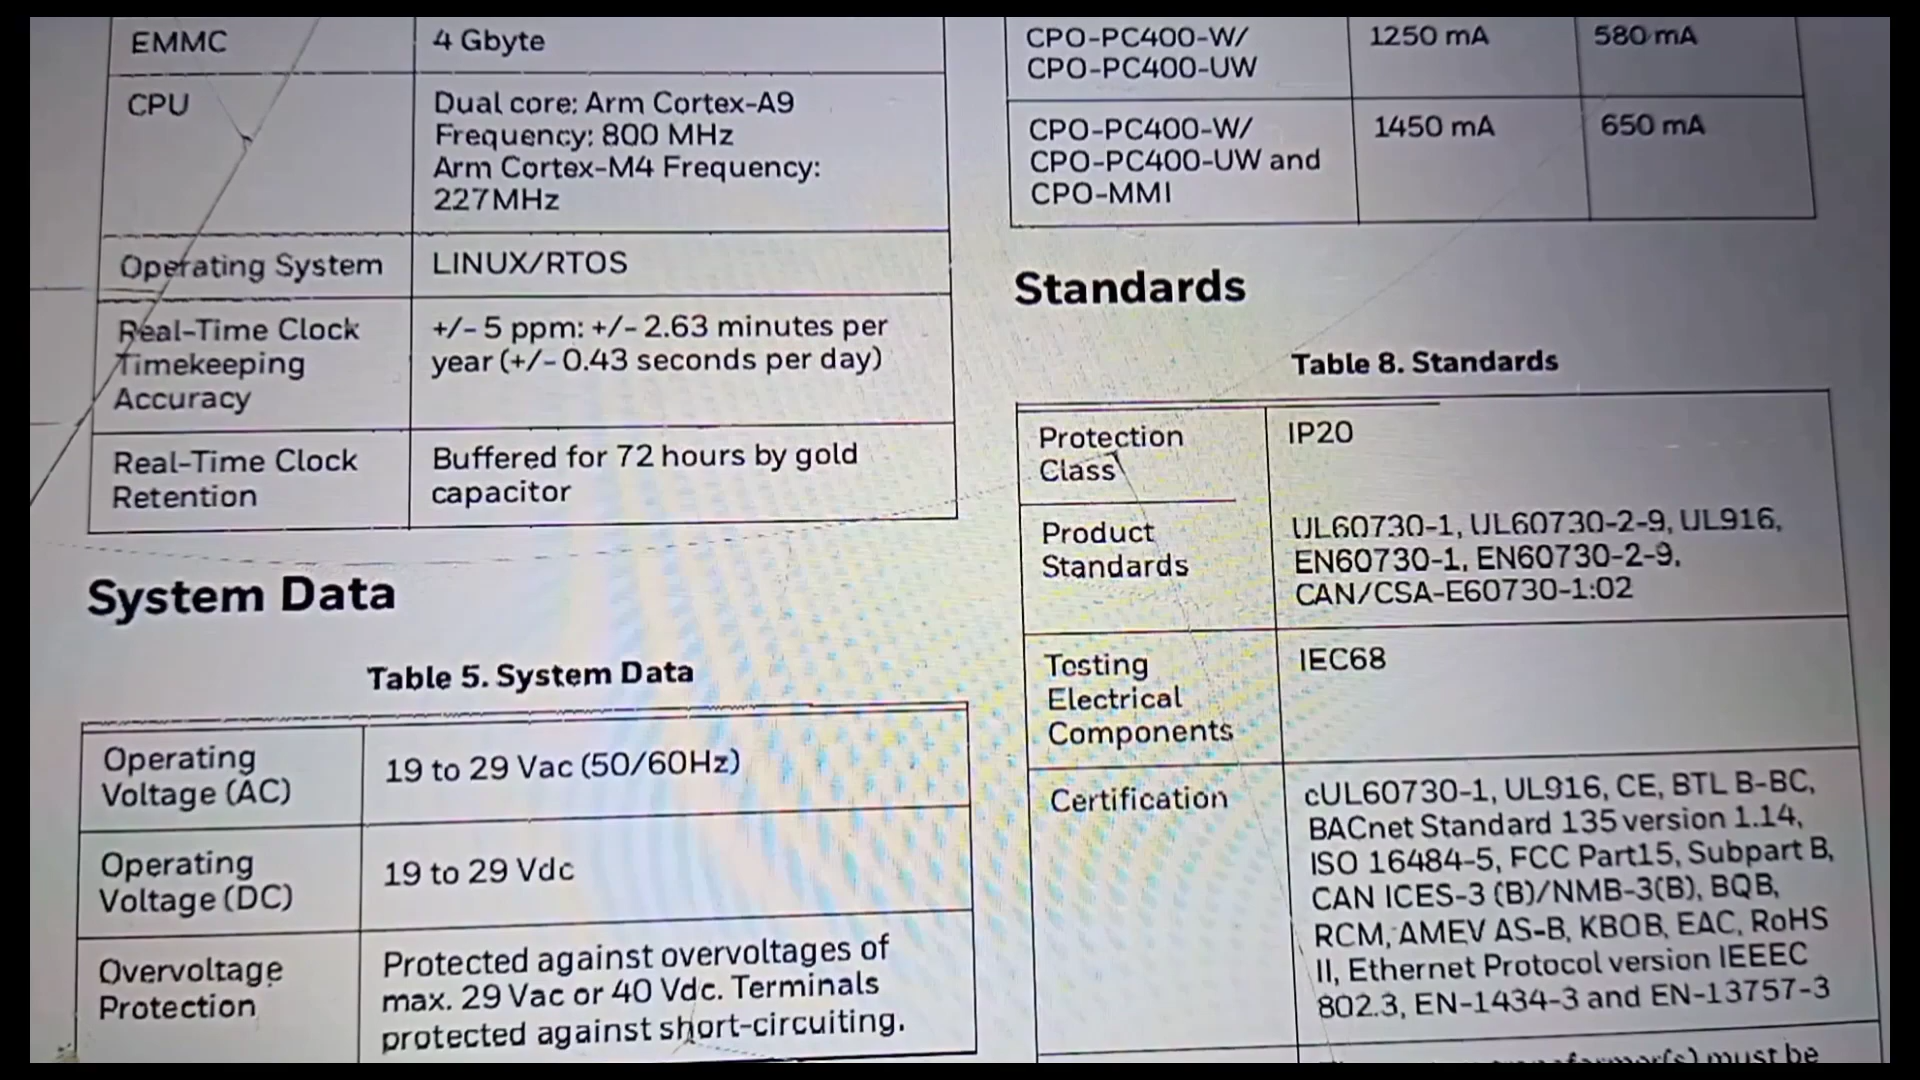 EMMC
4 Gbyte
CPU
Dual core: Arm Cortex-A9
Frequency: 800 MHz
Arm Cortex-M4 Frequency:
227MHz
Operating System
LINUX/RTOS
Real-Time Clock
Timekeeping
Accuracy
+/- 5 ppm: +/- 2.63 minutes per
year (+/- 0.43 seconds per day)
Real-Time Clock
Retention
Buffered for 72 hours by gold
capacitor
System Data
Table 5. System Data
Operating
Voltage (AC)
19 to 29 Vac (50/60Hz)
Operating
Voltage (DC)
19 to 29 Vdc
Overvoltage
Protection
Protected against overvoltages of
max. 29 Vac or 40 Vdc. Terminals
protected against short-circuiting.
CPO-PC400-W/
CPO-PC400-UW
1250 mA
580 mA
CPO-PC400-W/
CPO-PC400-UW and
CPO-MMI
1450 mA
650 mA
Standards
Table 8. Standards
Protection
Class
IP20
Product
Standards
UL60730-1, UL60730-2-9, UL916,
EN60730-1, EN60730-2-9,
CAN/CSA-E60730-1:02
Testing
Electrical
Components
IEC68
Certification
cUL60730-1, UL916, CE, BTL B-BC,
BACnet Standard 135 version 1.14,
ISO 16484-5, FCC Part15, Subpart B,
CAN ICES-3 (B)/NMB-3(B), BQB,
RCM, AMEV AS-B, KBOB, EAC, RoHS
II, Ethernet Protocol version IEEEC
802.3, EN-1434-3 and EN-13757-3
must be